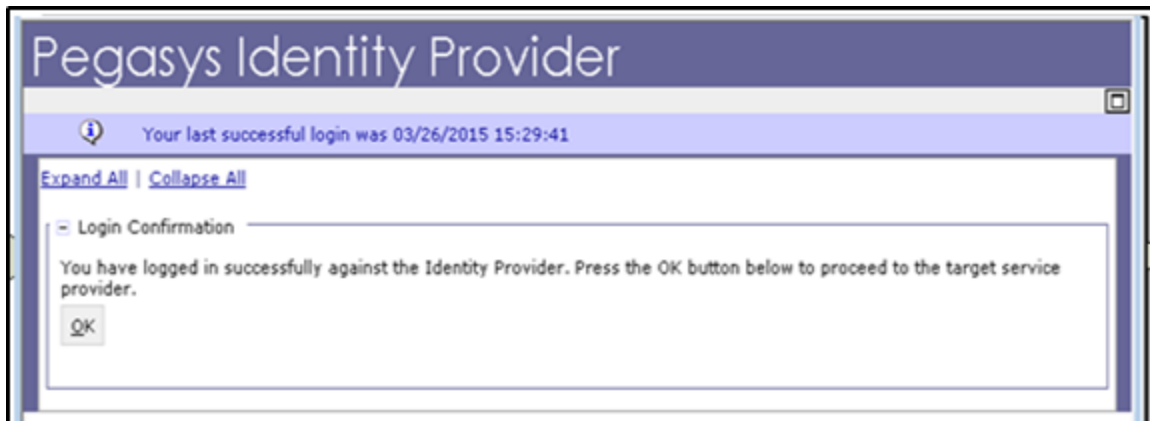 Pegasys Identity Provider
Your last successful login was 03/26/2015 15:29:41
Expand All | Collapse All
Login Confirmation
You have logged in successfully against the Identity Provider. Press the OK button below to proceed to the target service
provider.
OK